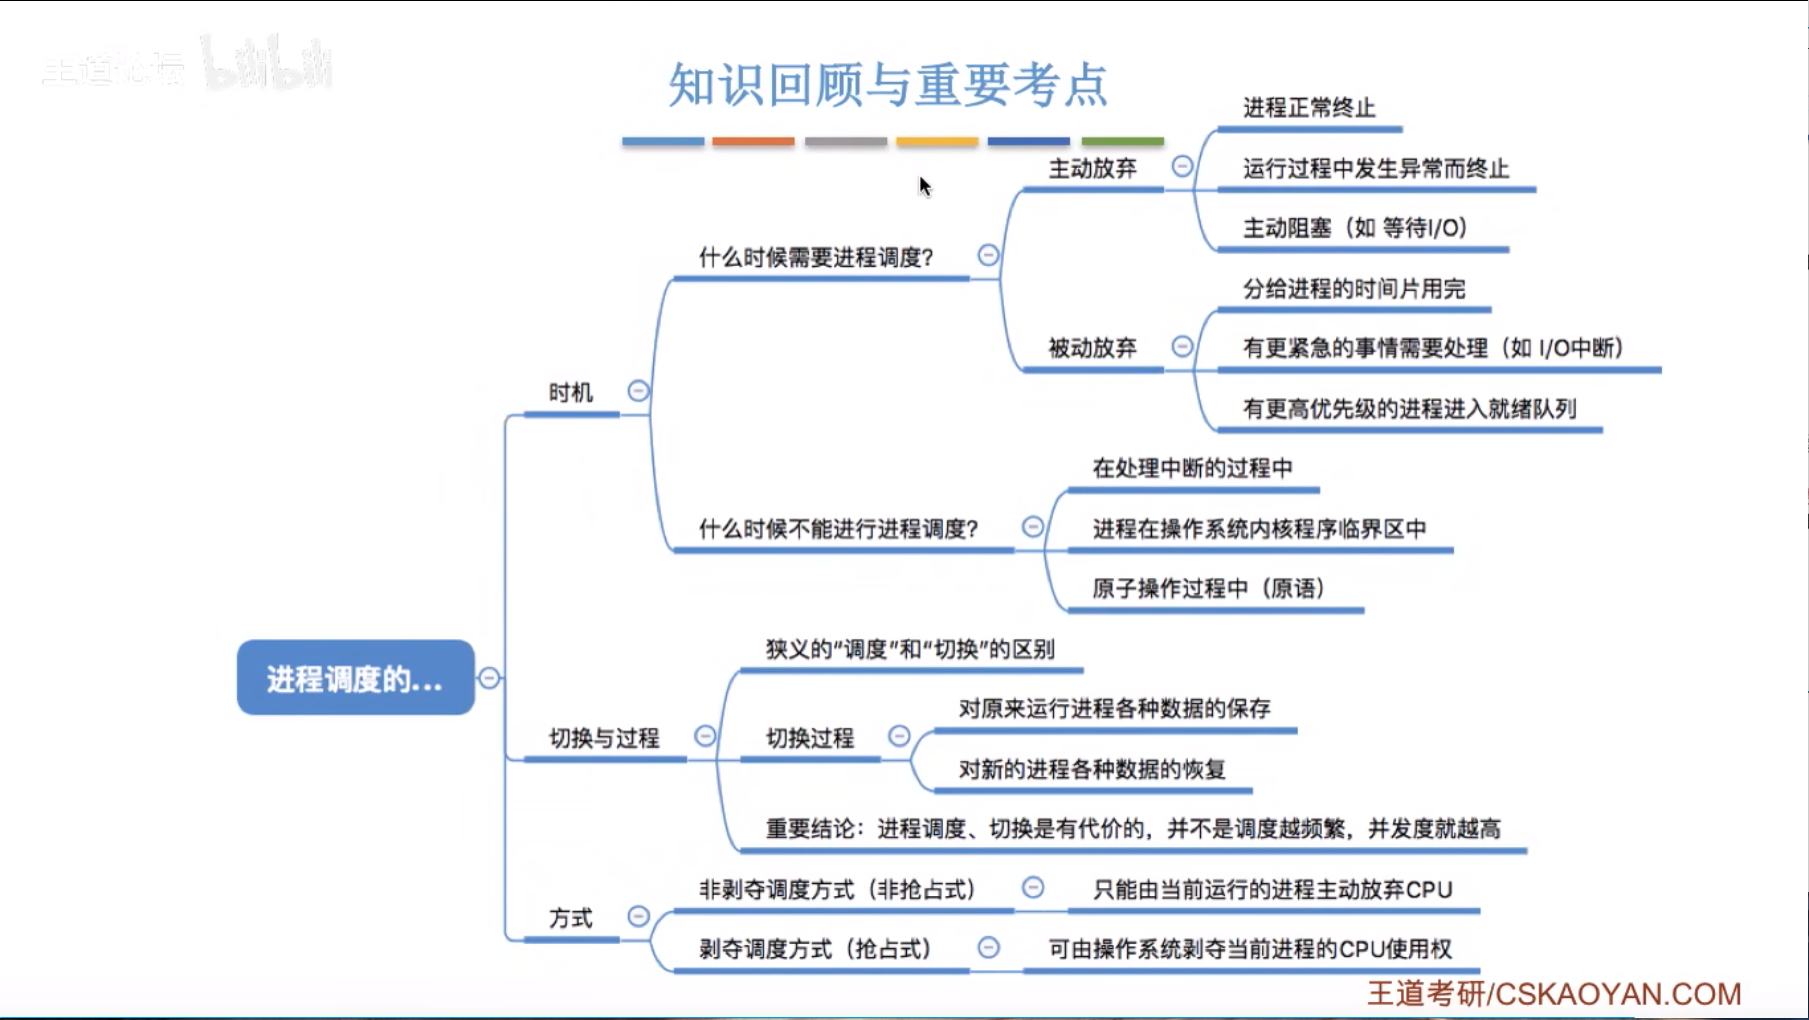 王道论坛 bilibili
知识回顾与重要考点
进程正常终止
主动放弃
运行过程中发生异常而终止
主动阻塞（如 等待I/O）
什么时候需要进程调度？
分给进程的时间片用完
被动放弃
有更紧急的事情需要处理（如 I/O中断）
有更高优先级的进程进入就绪队列
时机
在处理中断的过程中
什么时候不能进行进程调度？
进程在操作系统内核程序临界区中
原子操作过程中（原语）
进程调度的...
狭义的“调度”和“切换”的区别
切换与过程
切换过程
对原来运行进程各种数据的保存
对新的进程各种数据的恢复
重要结论：进程调度、切换是有代价的，并不是调度越频繁，并发度就越高
方式
非剥夺调度方式（非抢占式）
只能由当前运行的进程主动放弃CPU
剥夺调度方式（抢占式）
可由操作系统剥夺当前进程的CPU使用权
王道考研/CSKAOYAN.COM